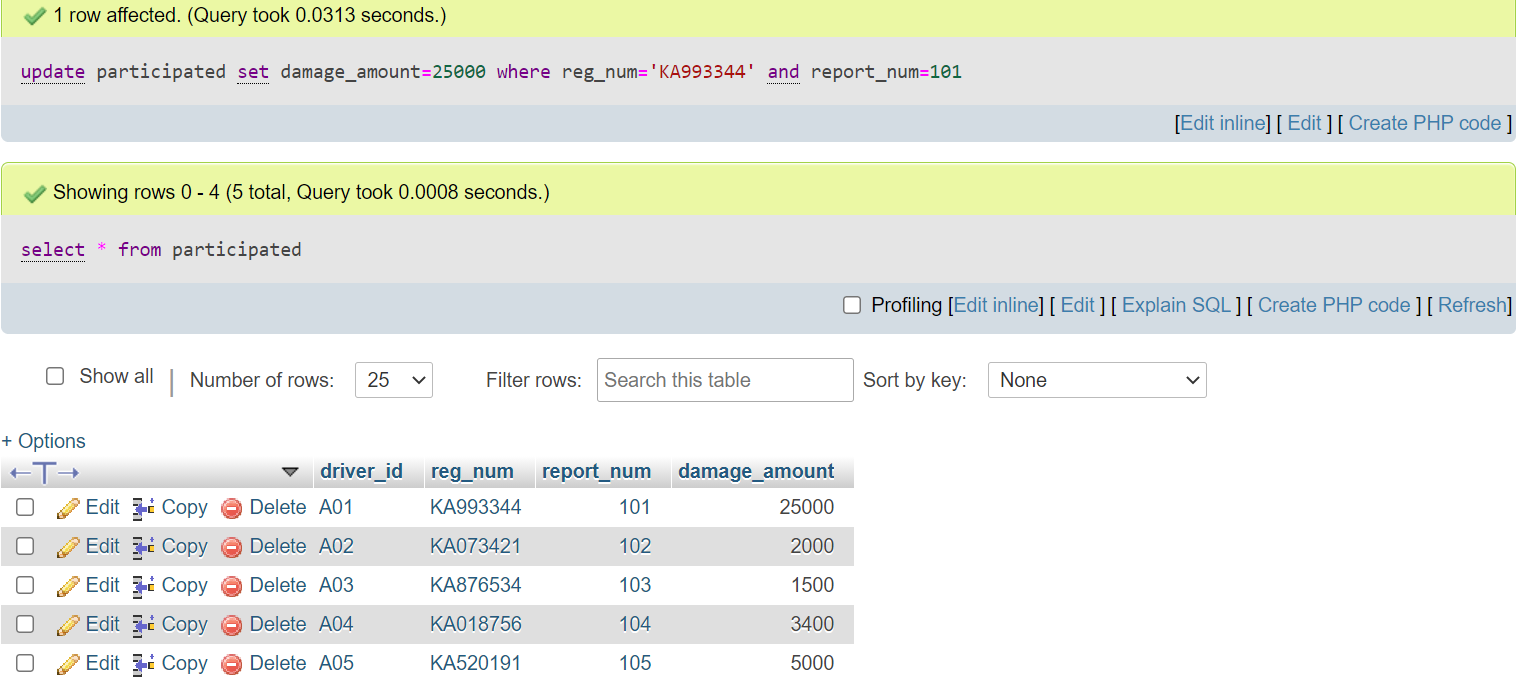 1 row affected. (Query took 0.0313 seconds.)
update participated set damage_amount=25000 where reg_num='KA993344' and report_num=101
[Edit inline] [ Edit ] [ Create PHP code ]
Showing rows 0 - 4 (5 total, Query took 0.0008 seconds.)
select * from participated
Profiling [Edit inline] [ Edit ] [ Explain SQL ] [ Create PHP code ] [ Refresh]
Show all | Number of rows: 25 Filter rows: Search this table Sort by key: None
+ Options
driver_id reg_num report_num damage_amount
Edit Copy Delete A01 KA993344 101 25000
Edit Copy Delete A02 KA073421 102 2000
Edit Copy Delete A03 KA876534 103 1500
Edit Copy Delete A04 KA018756 104 3400
Edit Copy Delete A05 KA520191 105 5000